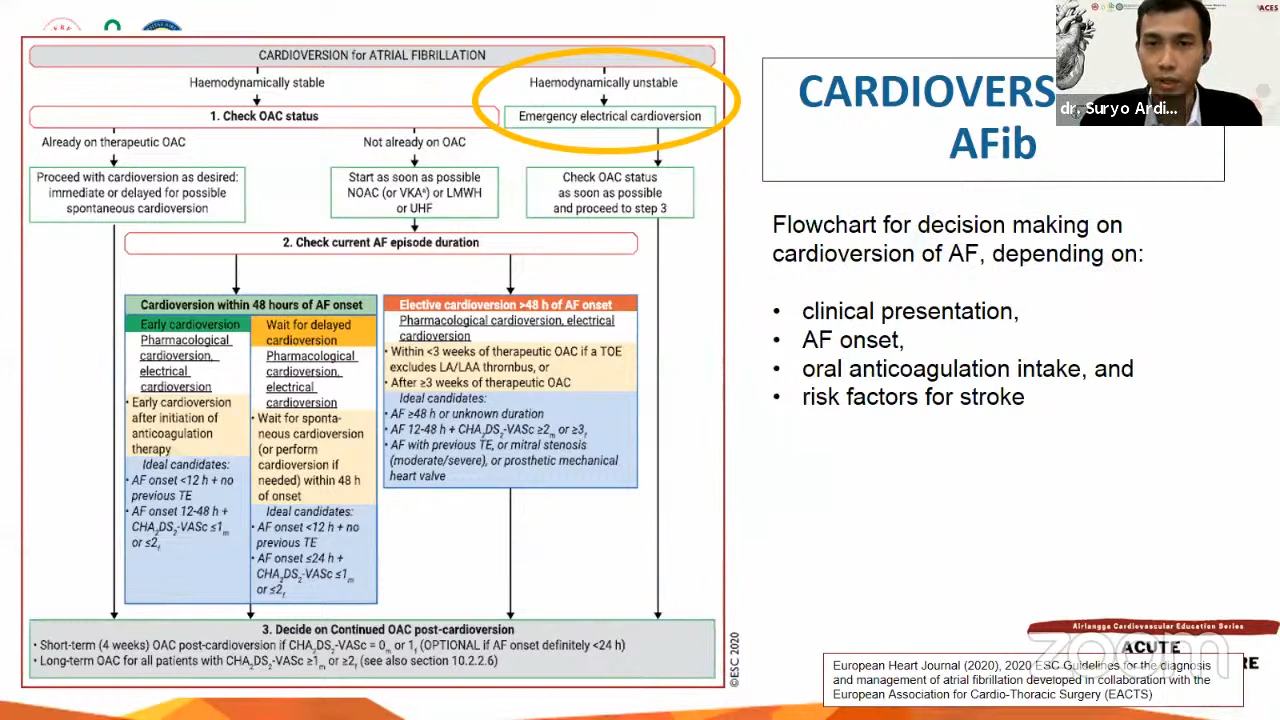 CARDIOVERSION for ATRIAL FIBRILLATION
Haemodynamically stable
Haemodynamically unstable
1. Check OAC status
Emergency electrical cardioversion
Already on therapeutic OAC
Not already on OAC
Proceed with cardioversion as desired:
immediate or delayed for possible
spontaneous cardioversion
Start as soon as possible
NOAC (or VKAª) or LMWH
or UHF
Check OAC status
as soon as possible
and proceed to step 3
2. Check current AF episode duration
Cardioversion within 48 hours of AF onset
Early cardioversion
Pharmacological
cardioversion,
electrical
cardioversion
• Early cardioversion
after initiation of
anticoagulation
therapy
Ideal candidates:
• AF onset <12 h + no
previous TE
• AF onset 12-48 h +
CHA2DS2-VASc ≤1m
or ≤2f
Wait for delayed
cardioversion
Pharmacological
cardioversion,
electrical
cardioversion
• Wait for sponta-
neous cardioversion
(or perform
cardioversion if
needed) within 48 h
of onset
Ideal candidates:
• AF onset <12 h + no
previous TE
• AF onset ≤24 h +
CHA2DS2-VASc ≤1m
or ≤2f
Elective cardioversion >48 h of AF onset
Pharmacological cardioversion, electrical
cardioversion
• Within <3 weeks of therapeutic OAC if a TOE
excludes LA/LAA thrombus, or
• After ≥3 weeks of therapeutic OAC
Ideal candidates:
• AF ≥48 h or unknown duration
• AF 12-48 h + CHA2DS2-VASc ≥2m or ≥3f
• AF with previous TE, or mitral stenosis
(moderate/severe), or prosthetic mechanical
heart valve
3. Decide on Continued OAC post-cardioversion
• Short-term (4 weeks) OAC post-cardioversion if CHA2DS2-VASc = 0m or 1f (OPTIONAL if AF onset definitely <24 h)
• Long-term OAC for all patients with CHA2DS2-VASc ≥1m or ≥2f (see also section 10.2.2.6)
©ESC 2020
ACES
dr. Suryo Ardi...
CARDIOVERS
AFib
Flowchart for decision making on
cardioversion of AF, depending on:
• clinical presentation,
• AF onset,
• oral anticoagulation intake, and
• risk factors for stroke
Airlangga Cardiovascular Education Series
ACUTE
RE
zoom
European Heart Journal (2020), 2020 ESC Guidelines for the diagnosis
and management of atrial fibrillation developed in collaboration with the
European Association for Cardio-Thoracic Surgery (EACTS)